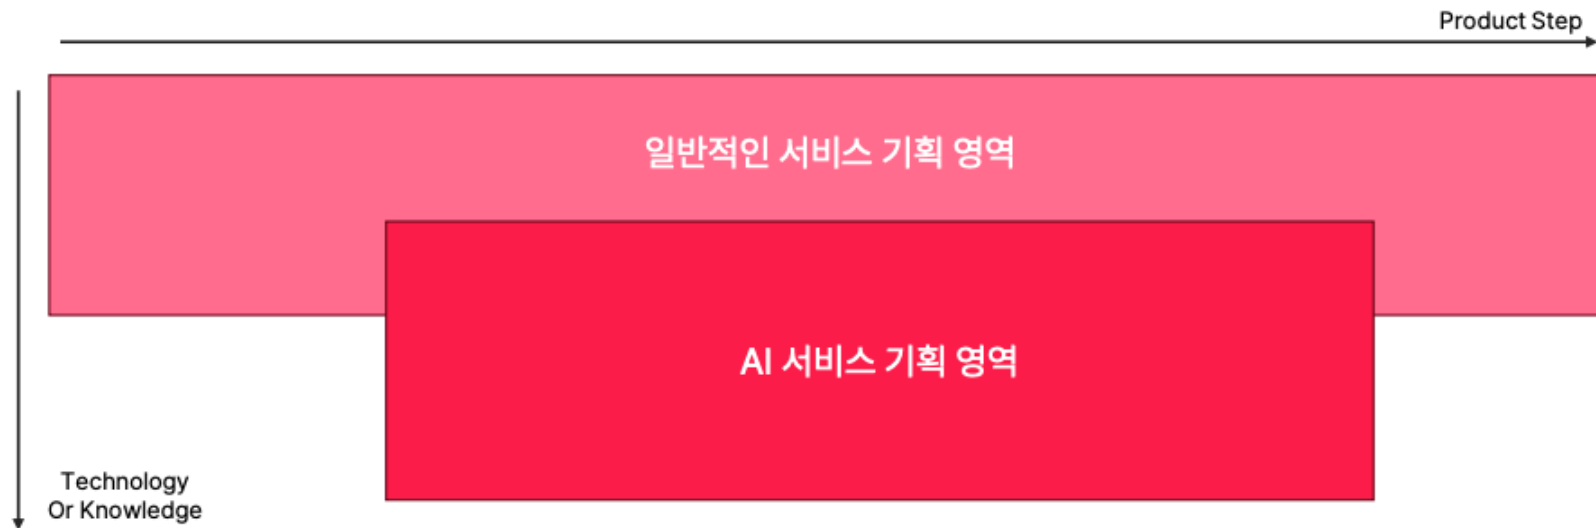 Product Step
일반적인 서비스 기획 영역
AI 서비스 기획 영역
Technology
Or Knowledge